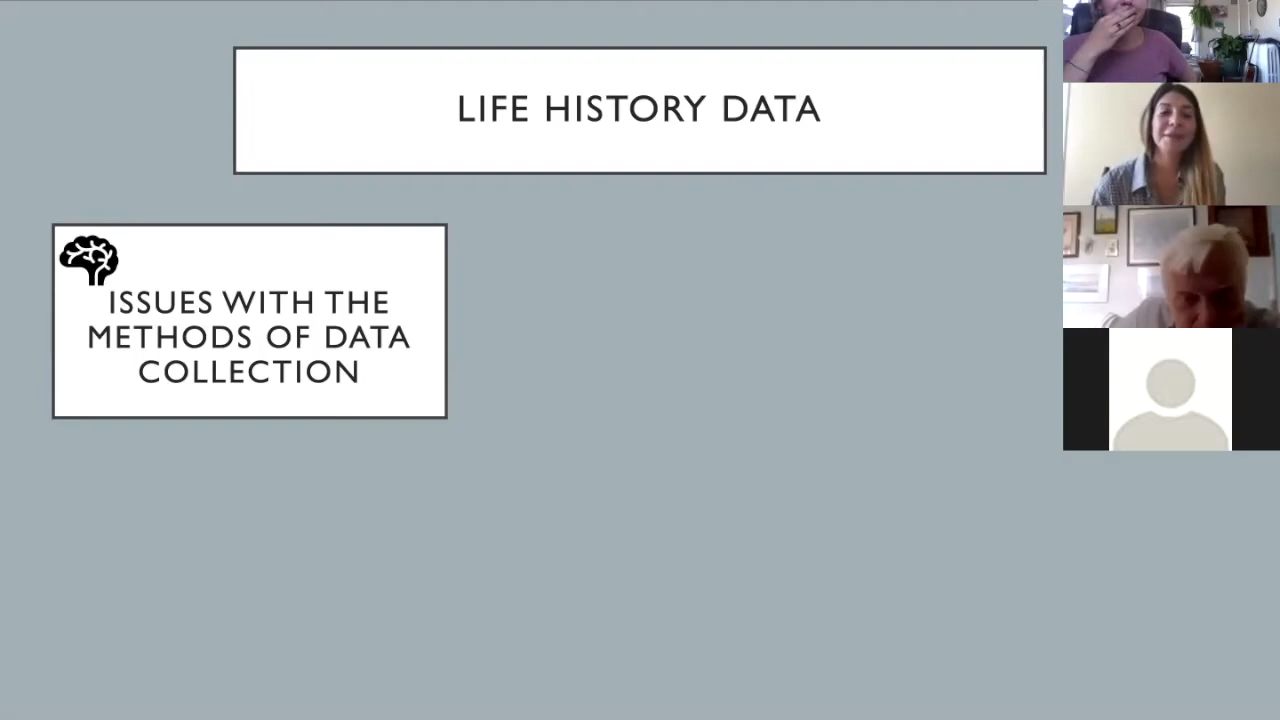 LIFE HISTORY DATA
ISSUES WITH THE
METHODS OF DATA
COLLECTION